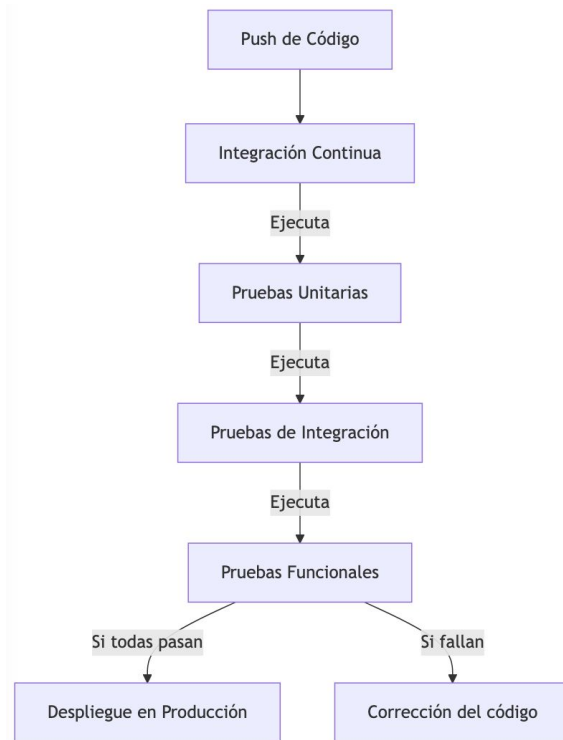 Push de Código
Integración Continua
Ejecuta
Pruebas Unitarias
Ejecuta
Pruebas de Integración
Ejecuta
Pruebas Funcionales
Si todas pasan
Si fallan
Despliegue en Producción
Corrección del código